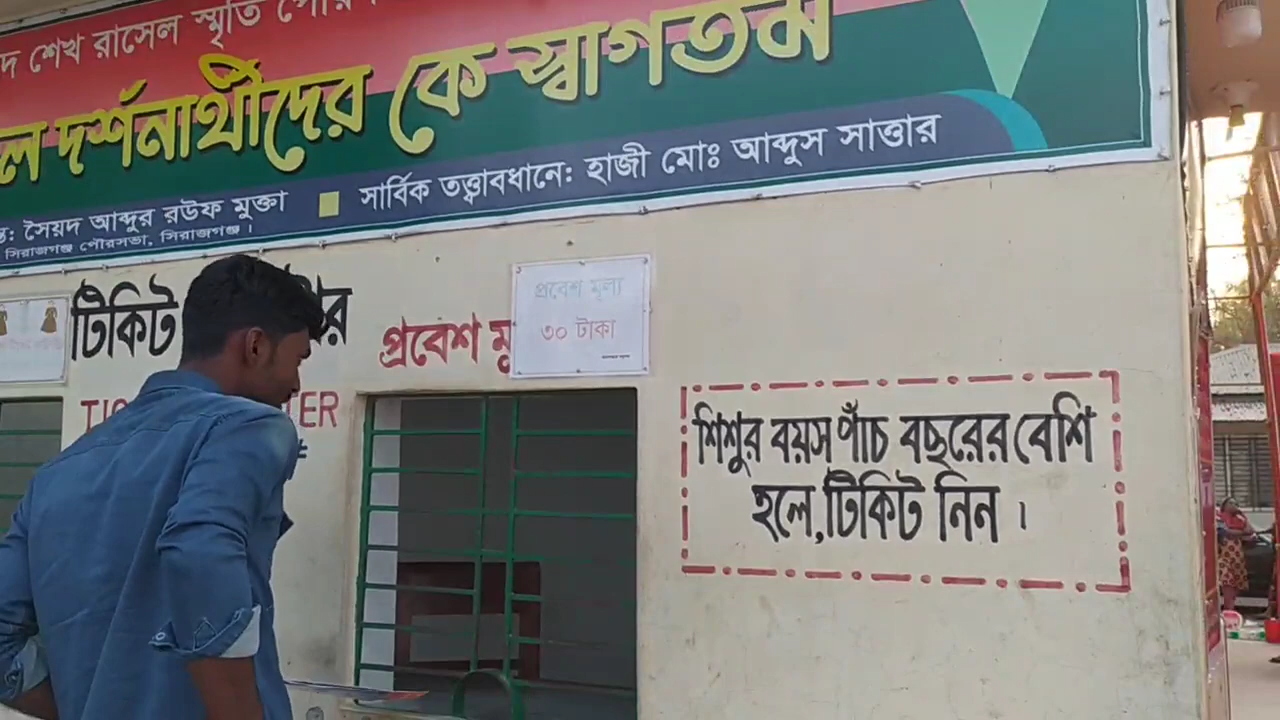 শেখ রাসেল স্মৃতি
দর্শনার্থীদের কে স্বাগতম
সৈয়দ আব্দুর রউফ মুক্তা
সার্বিক তত্ত্বাবধানে: হাজী মোঃ আব্দুস সাত্তার
সিরাজগঞ্জ পৌরসভা, সিরাজগঞ্জ।
টিকিট
প্রবেশ
প্রবেশ মূল্য
৩০ টাকা
শিশুর বয়স পাঁচ বছরের বেশি
হলে, টিকিট নিন ।